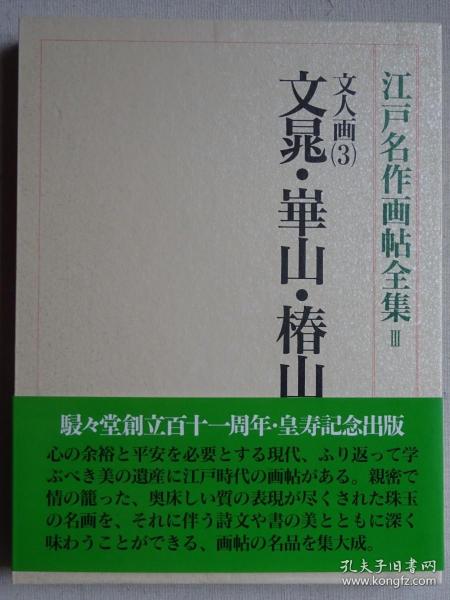 江戸名作画帖全集 Ⅲ
文人画(3)
文晁・崋山・椿山
駸々堂創立百十一周年・皇寿記念出版
心の余裕と平安を必要とする現代、ふり返って学
ぶべき美の遺産に江戸時代の画帖がある。親密で
情の籠った、奥床しい質の表現が尽くされた珠玉
の名画を、それに伴う詩文や書の美とともに深く
味わうことができる、画帖の名品を集大成。
孔夫子旧书网
www.kongfz.com